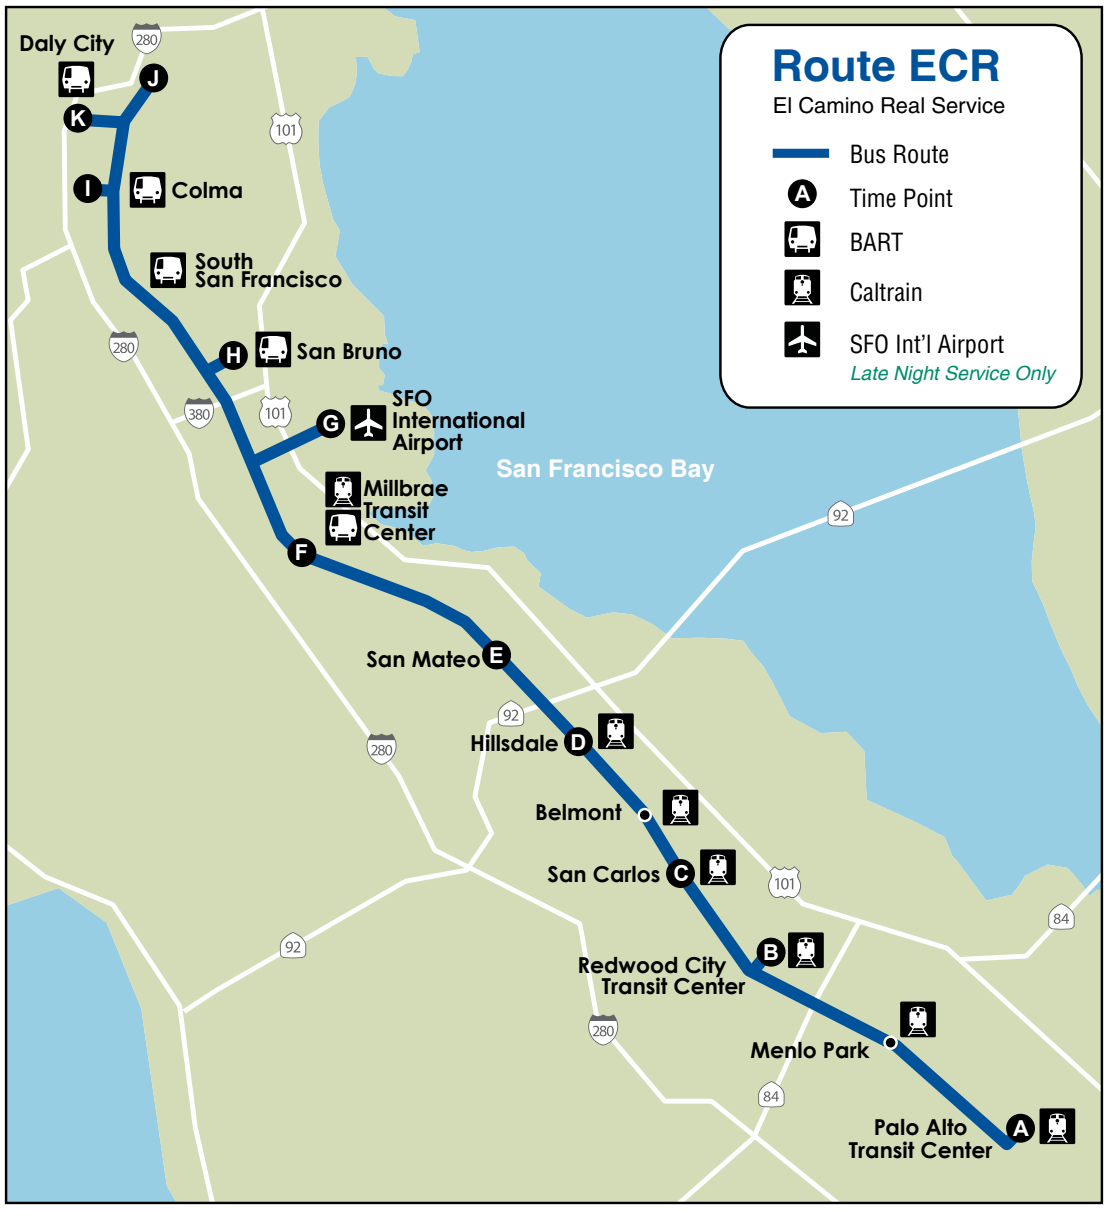 Route ECR
El Camino Real Service
Bus Route
A
Time Point
BART
Caltrain
SFO Int'l Airport
Late Night Service Only
Daly City
280
J
K
101
I
Colma
South
San Francisco
280
H
San Bruno
380
101
G
SFO
International
Airport
San Francisco Bay
Millbrae
Transit
Center
92
F
San Mateo
E
92
280
Hillsdale
D
Belmont
San Carlos
C
101
84
92
B
Redwood City
Transit Center
280
Menlo Park
84
Palo Alto
Transit Center
A